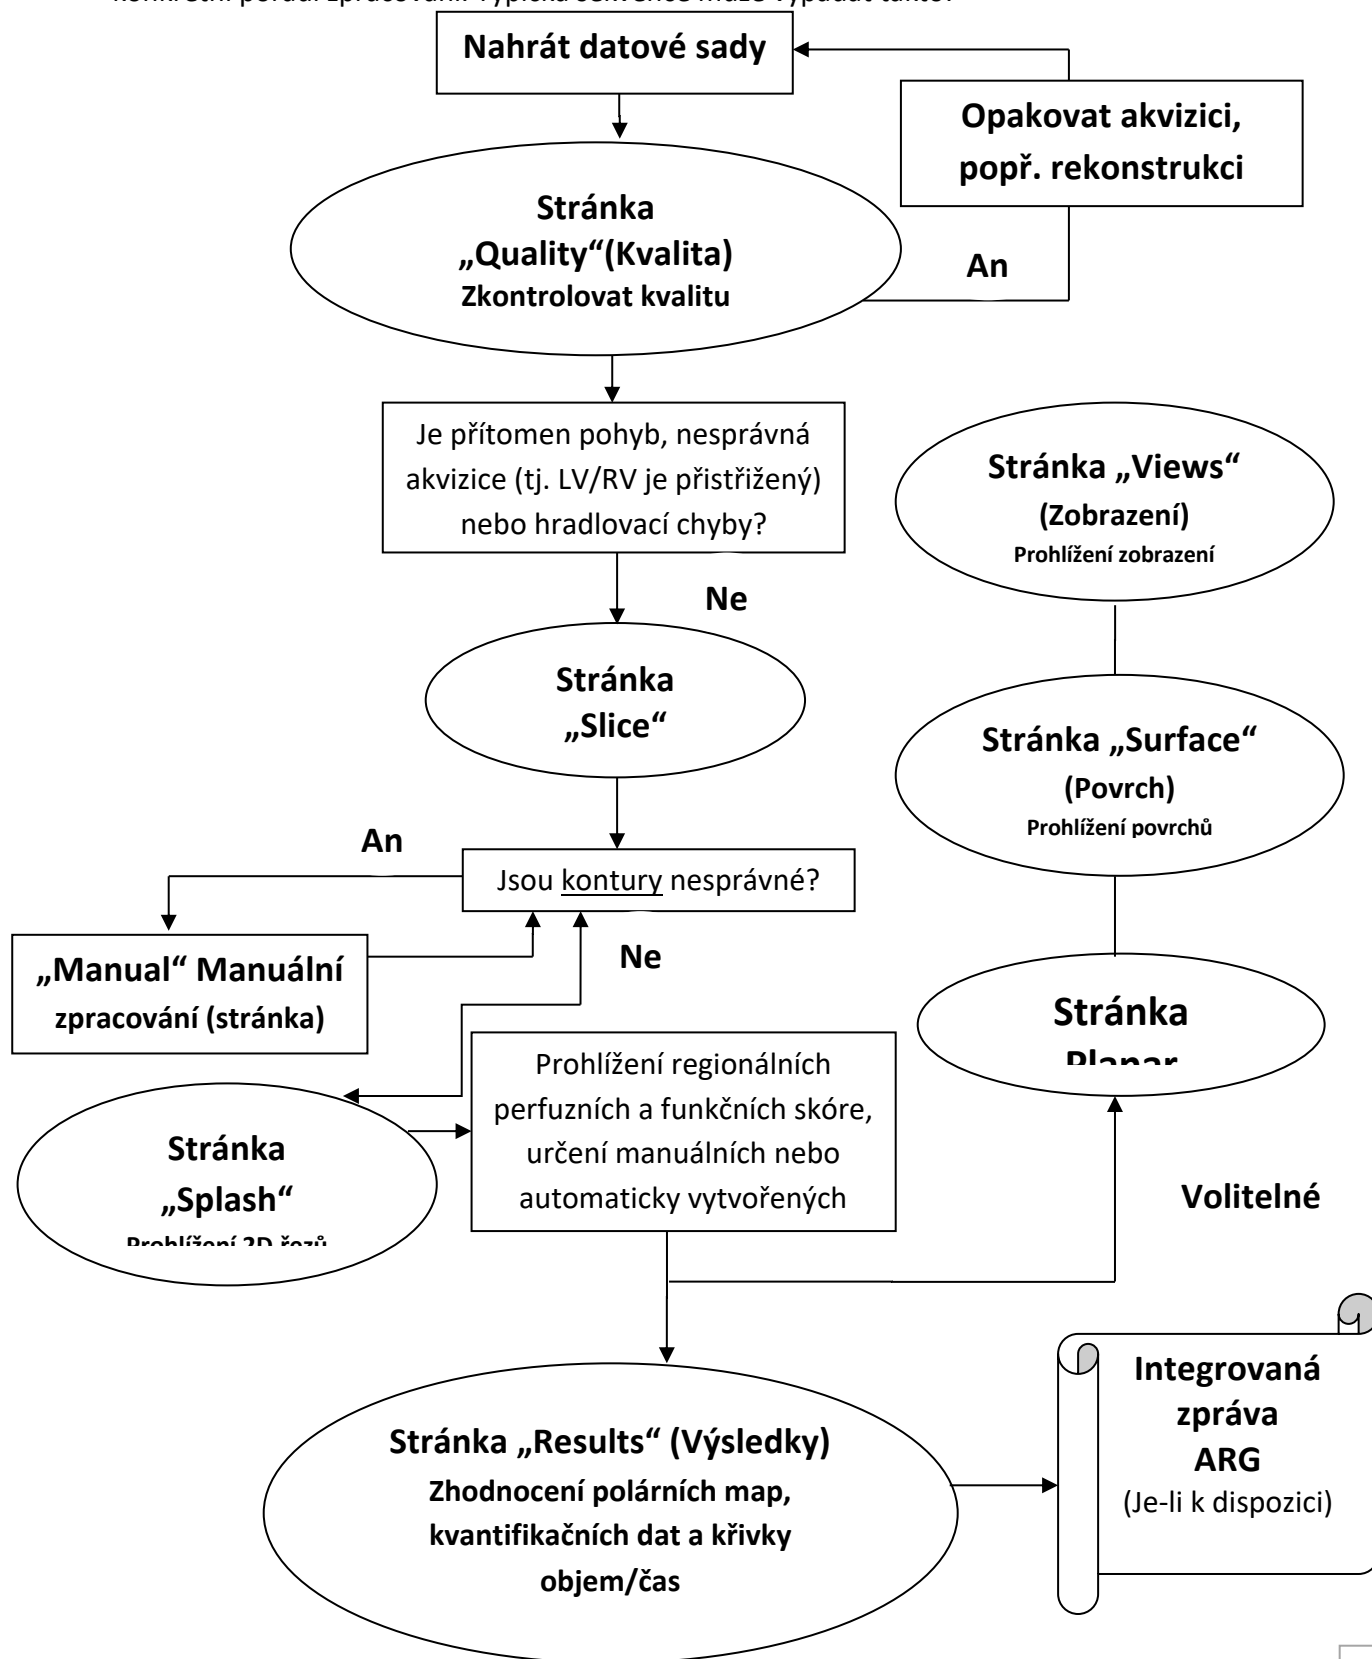 Nahrát datové sady
Opakovat akvizici,
popř. rekonstrukci
Stránka
„Quality“(Kvalita)
Zkontrolovat kvalitu
An
Je přítomen pohyb, nesprávná
akvizice (tj. LV/RV je přistřižený)
nebo hradlovací chyby?
Ne
Stránka „Views“
(Zobrazení)
Prohlížení zobrazení
Stránka
„Slice“
Stránka „Surface“
(Povrch)
Prohlížení povrchů
An
Jsou kontury nesprávné?
„Manual“ Manuální
zpracování (stránka)
Ne
Stránka
Planar
Prohlížení regionálních
perfuzních a funkčních skóre,
určení manuálních nebo
automaticky vytvořených
Stránka
„Splash“
Prohlížení 2D řezů
Volitelné
Stránka „Results“ (Výsledky)
Zhodnocení polárních map,
kvantifikačních dat a křivky
objem/čas
Integrovaná
zpráva
ARG
(Je-li k dispozici)